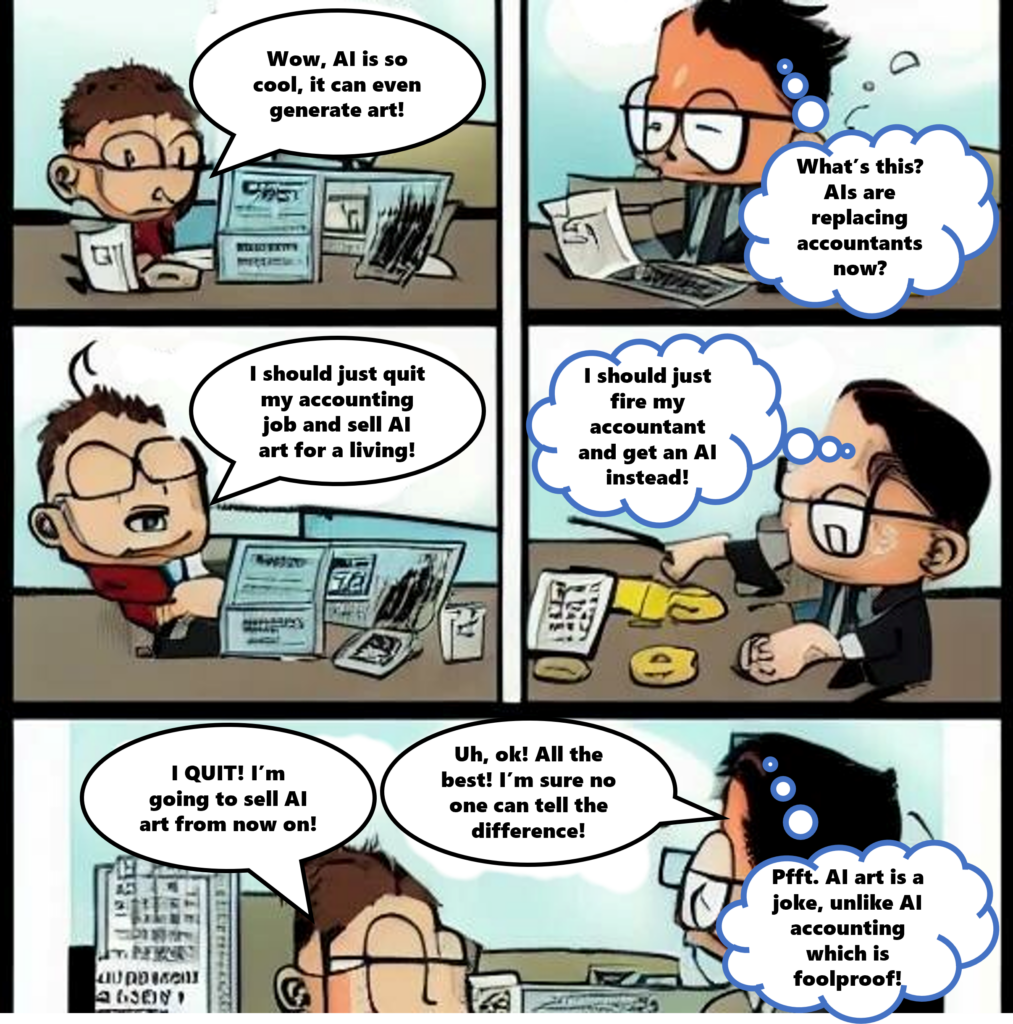 Wow, AI is so
cool, it can even
generate art!
What's this?
AIs are
replacing
accountants
now?
I should just quit
my accounting
job and sell AI
art for a living!
I should just
fire my
accountant
and get an AI
instead!
I QUIT! I'm
going to sell AI
art from now on!
Uh, ok! All the
best! I'm sure no
one can tell the
difference!
Pfft. AI art is a
joke, unlike AI
accounting
which is
foolproof!